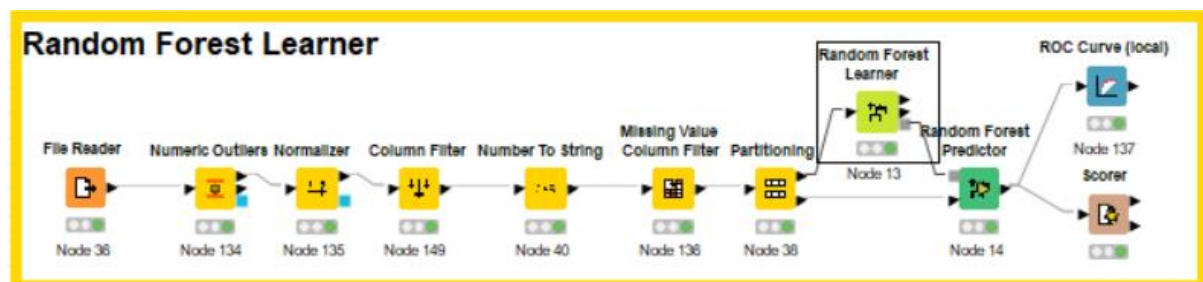 Random Forest Learner
ROC Curve (local)
Random Forest
Learner
Missing Value
File Reader
Numeric Outliers
Normalizer
Column Filter
Number To String
Column Filter
Partitioning
Random Forest
Predictor
Node 137
Node 13
Scorer
Node 36
Node 134
Node 135
Node 149
Node 40
Node 136
Node 38
Node 14